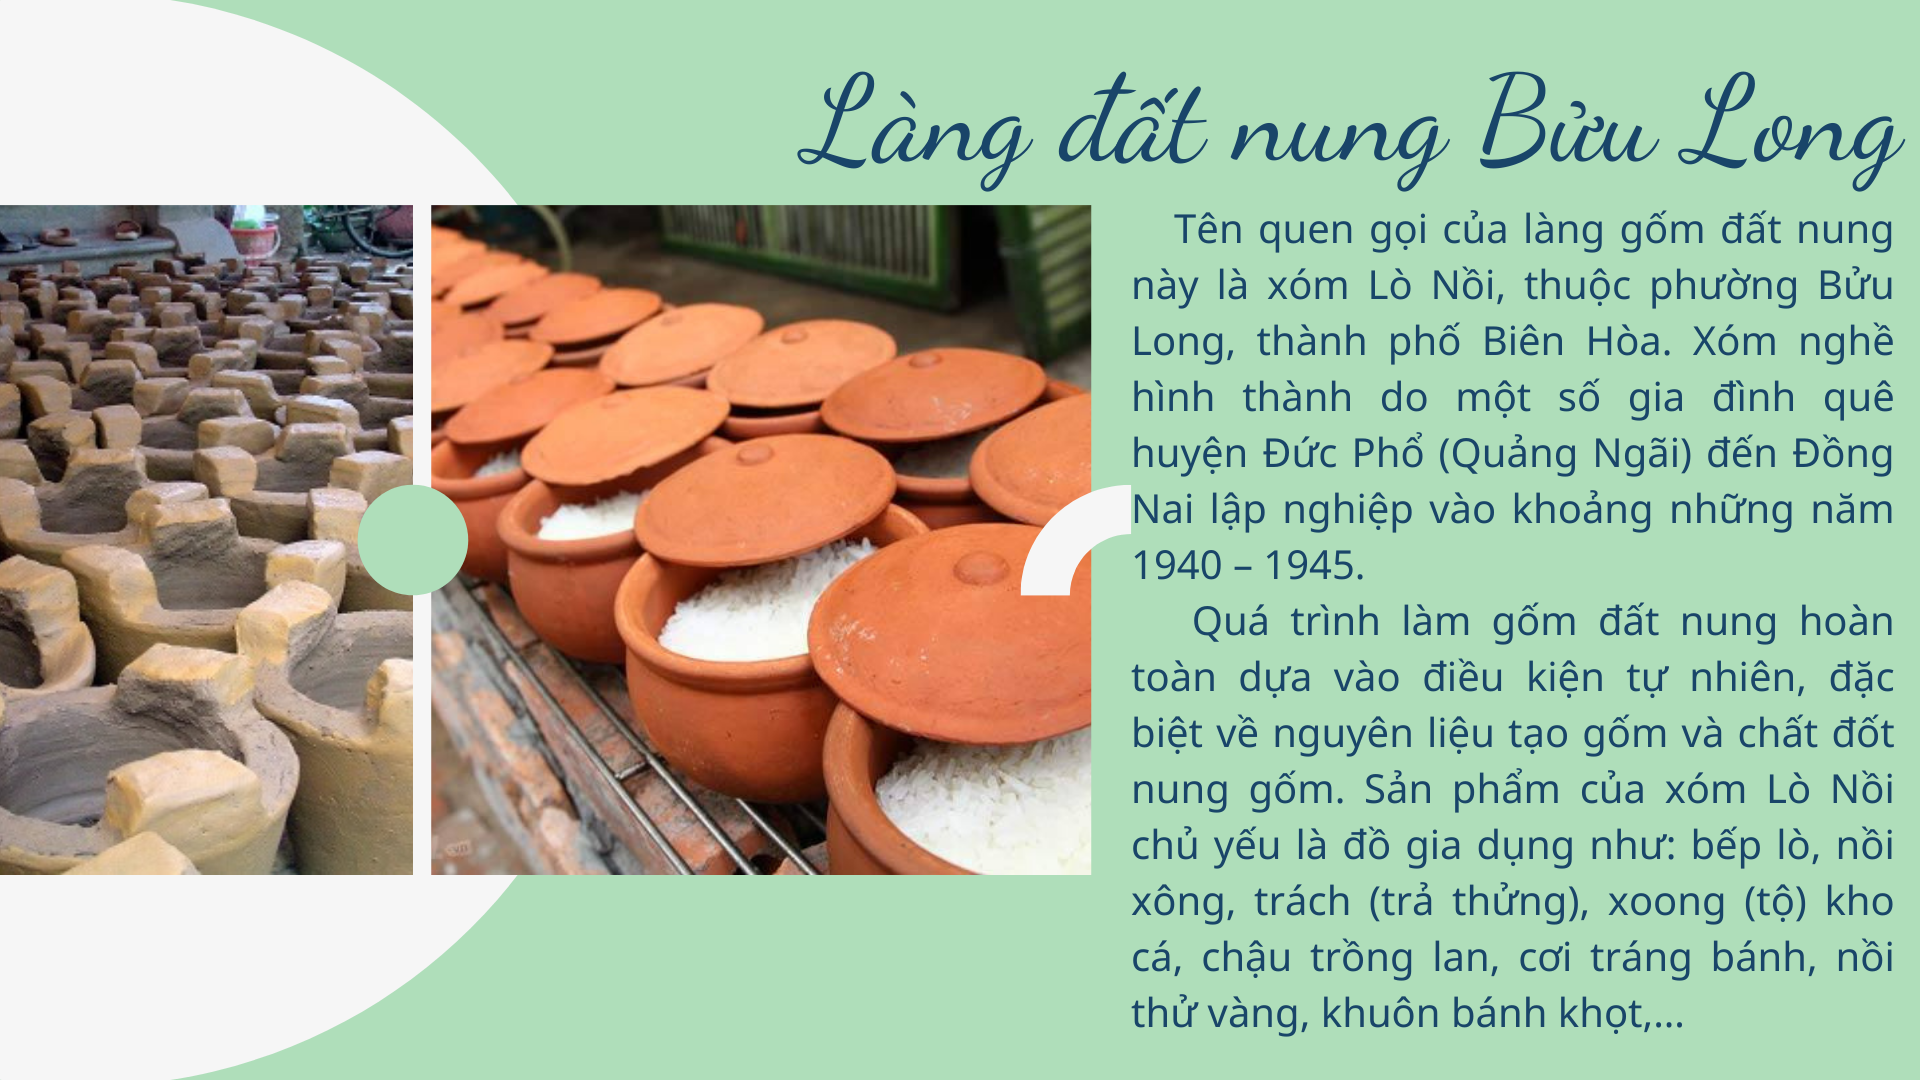 Làng đất nung Bửu Long
Tên quen gọi của làng gốm đất nung
này là xóm Lò Nồi, thuộc phường Bửu
Long, thành phố Biên Hòa. Xóm nghề
hình thành do một số gia đình quê
huyện Đức Phổ (Quảng Ngãi) đến Đồng
Nai lập nghiệp vào khoảng những năm
1940 – 1945.
Quá trình làm gốm đất nung hoàn
toàn dựa vào điều kiện tự nhiên, đặc
biệt về nguyên liệu tạo gốm và chất đốt
nung gốm. Sản phẩm của xóm Lò Nồi
chủ yếu là đồ gia dụng như: bếp lò, nồi
xông, trách (trả thửng), xoong (tộ) kho
cá, chậu trồng lan, cơi tráng bánh, nồi
thử vàng, khuôn bánh khọt,...